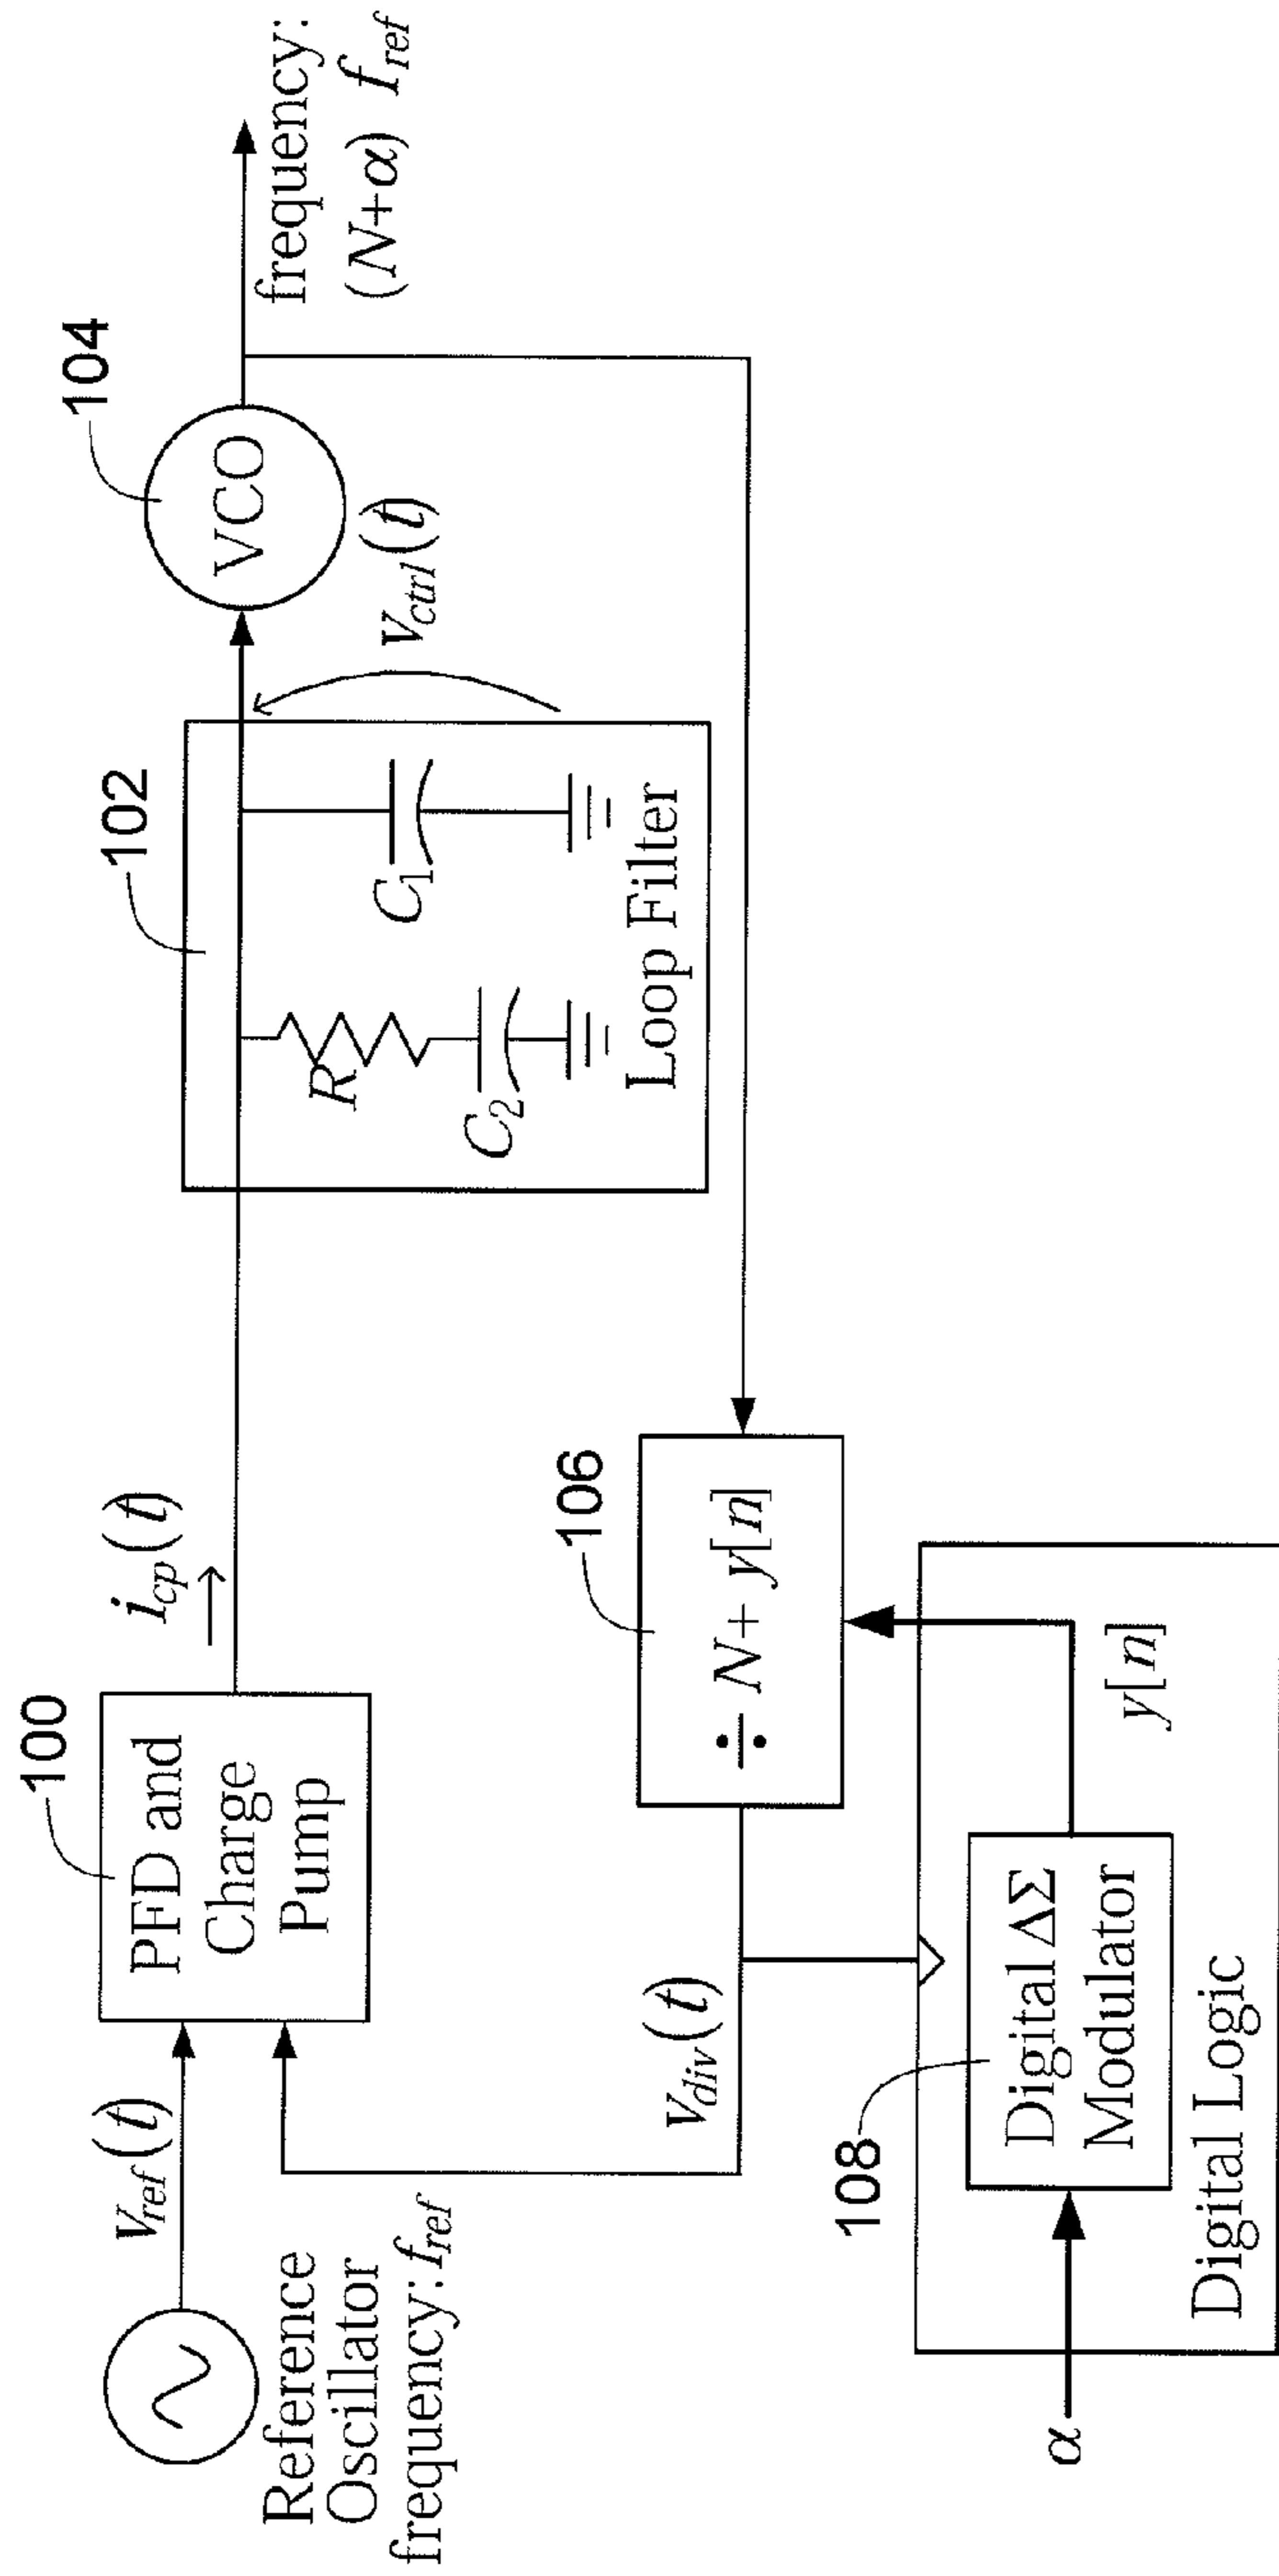 Reference
Oscillator
frequency: f_ref
v_ref(t)
100
PFD and
Charge
Pump
i_cp(t)
102
R
C_2
C_1
Loop Filter
v_ctrl(t)
104
VCO
frequency:
(N+α) f_ref
106
÷ N + y[n]
v_div(t)
108
Digital ΔΣ
Modulator
y[n]
α
Digital Logic